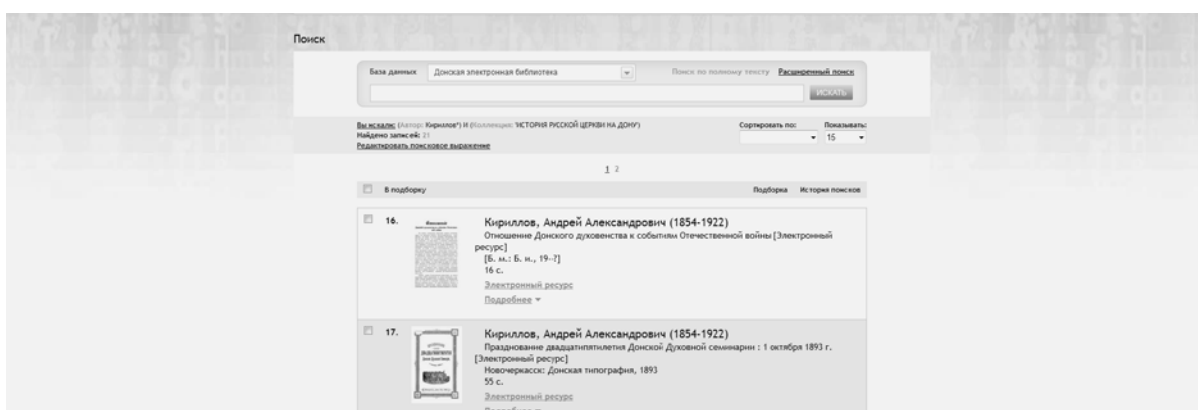 Поиск
База данных Донская электронная библиотека Поиск по полному тексту Расширенный поиск
ИСКАТЬ
Вы искали: (Автор: Кирилов*) И (Коллекция: 'ИСТОРИЯ РУССКОЙ ЦЕРКВИ НА ДОНУ') Сортировать по: Показывать:
Найдено записей: 21 15
Редактировать поисковое выражение
1 2
В подборку Подборка История поисков
16. Кириллов, Андрей Александрович (1854-1922)
Отношение Донского духовенства к событиям Отечественной войны [Электронный
ресурс]
[Б. м.: Б. н., 19--?]
16 с.
Электронный ресурс
Подробнее
17. Кириллов, Андрей Александрович (1854-1922)
Празднование двадцатипятилетия Донской Духовной семинарии : 1 октября 1893 г.
[Электронный ресурс]
Новочеркасск: Донская типография, 1893
55 с.
Электронный ресурс